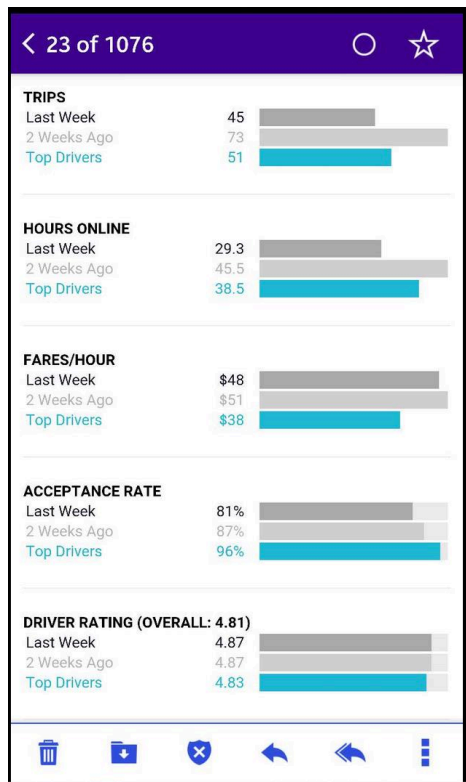 23 of 1076
TRIPS
Last Week 45
2 Weeks Ago 73
Top Drivers 51
HOURS ONLINE
Last Week 29.3
2 Weeks Ago 45.5
Top Drivers 38.5
FARES/HOUR
Last Week $48
2 Weeks Ago $51
Top Drivers $38
ACCEPTANCE RATE
Last Week 81%
2 Weeks Ago 87%
Top Drivers 96%
DRIVER RATING (OVERALL: 4.81)
Last Week 4.87
2 Weeks Ago 4.87
Top Drivers 4.83